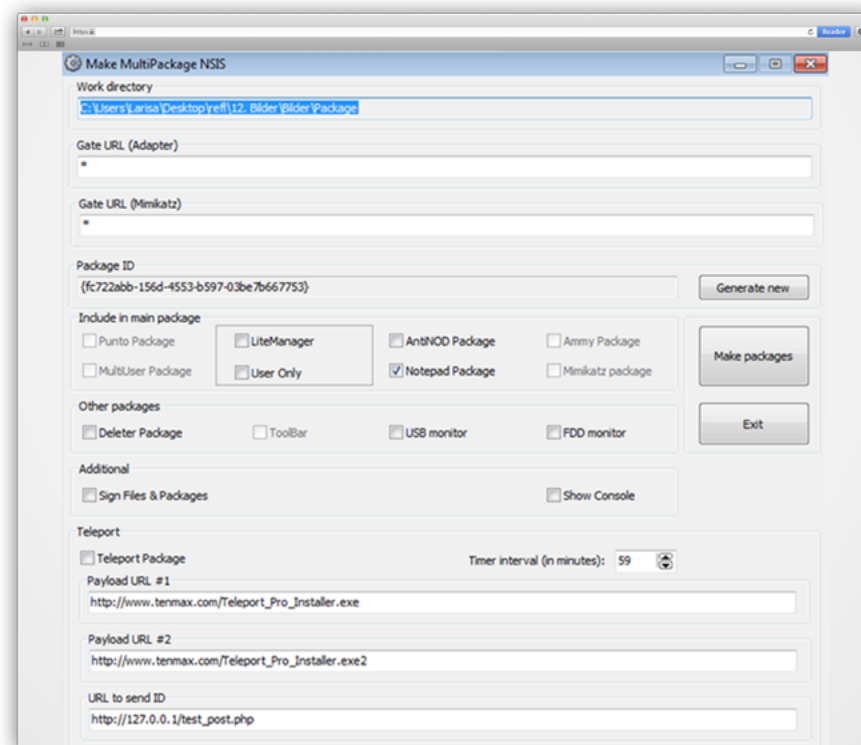 https
Reader
Make MultiPackage NSIS
Work directory
C:\Users\Larisa\Desktop\refl\12. Bilder\Bilder\Package
Gate URL (Adapter)
*
Gate URL (Mimikatz)
*
Package ID
{fc722abb-156d-4553-b597-03be7b667753}
Generate new
Include in main package
Punto Package
LiteManager
AntiNOD Package
Ammy Package
MultiUser Package
User Only
Notepad Package
Mimikatz package
Make packages
Other packages
Deleter Package
ToolBar
USB monitor
FDD monitor
Exit
Additional
Sign Files & Packages
Show Console
Teleport
Teleport Package
Timer interval (in minutes): 59
Payload URL #1
http://www.tenmax.com/Teleport_Pro_Installer.exe
Payload URL #2
http://www.tenmax.com/Teleport_Pro_Installer.exe2
URL to send ID
http://127.0.0.1/test_post.php